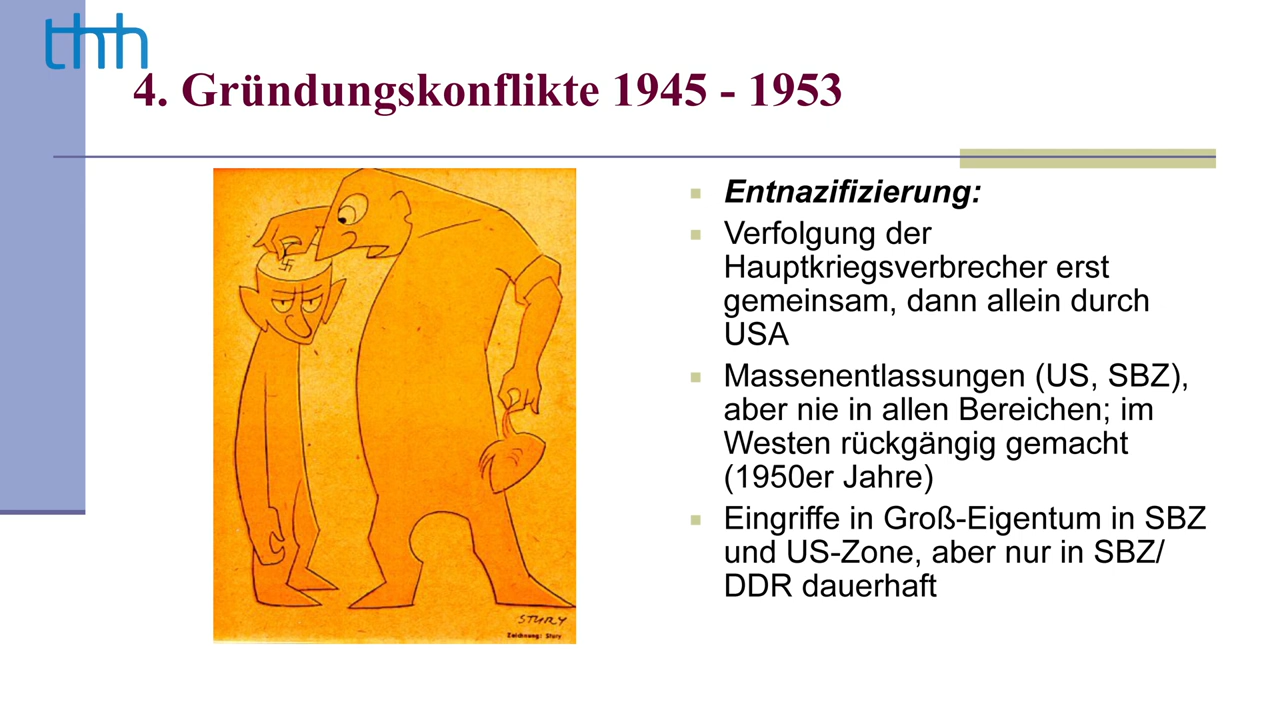 thh
4. Gründungskonflikte 1945 - 1953
Entnazifizierung:
Verfolgung der
Hauptkriegsverbrecher erst
gemeinsam, dann allein durch
USA
Massenentlassungen (US, SBZ),
aber nie in allen Bereichen; im
Westen rückgängig gemacht
(1950er Jahre)
Eingriffe in Groß-Eigentum in SBZ
und US-Zone, aber nur in SBZ/
DDR dauerhaft
STURY
Zeichnung: Stury